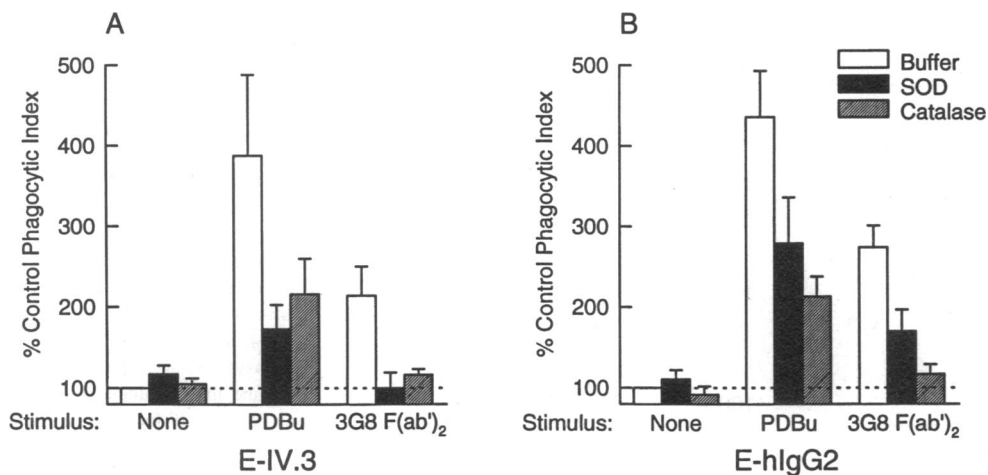 A
% Control Phagocytic Index
500
400
300
200
100
Stimulus: None PDBu 3G8 F(ab')₂
E-IV.3
B
Buffer
SOD
Catalase
% Control Phagocytic Index
500
400
300
200
100
Stimulus: None PDBu 3G8 F(ab')₂
E-hIgG2